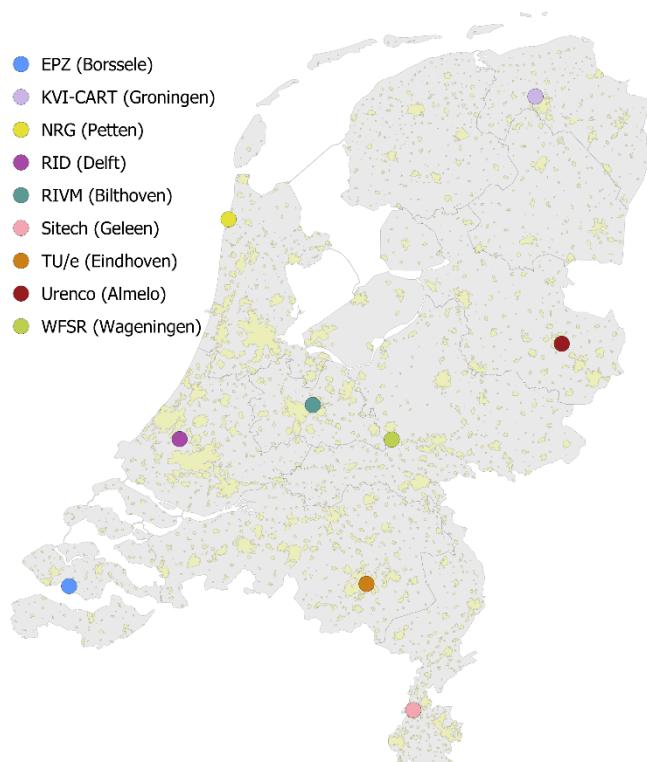 EPZ (Borssele)
KVI-CART (Groningen)
NRG (Petten)
RID (Delft)
RIVM (Bilthoven)
Sitech (Geleen)
TU/e (Eindhoven)
Urenco (Almelo)
WFSR (Wageningen)